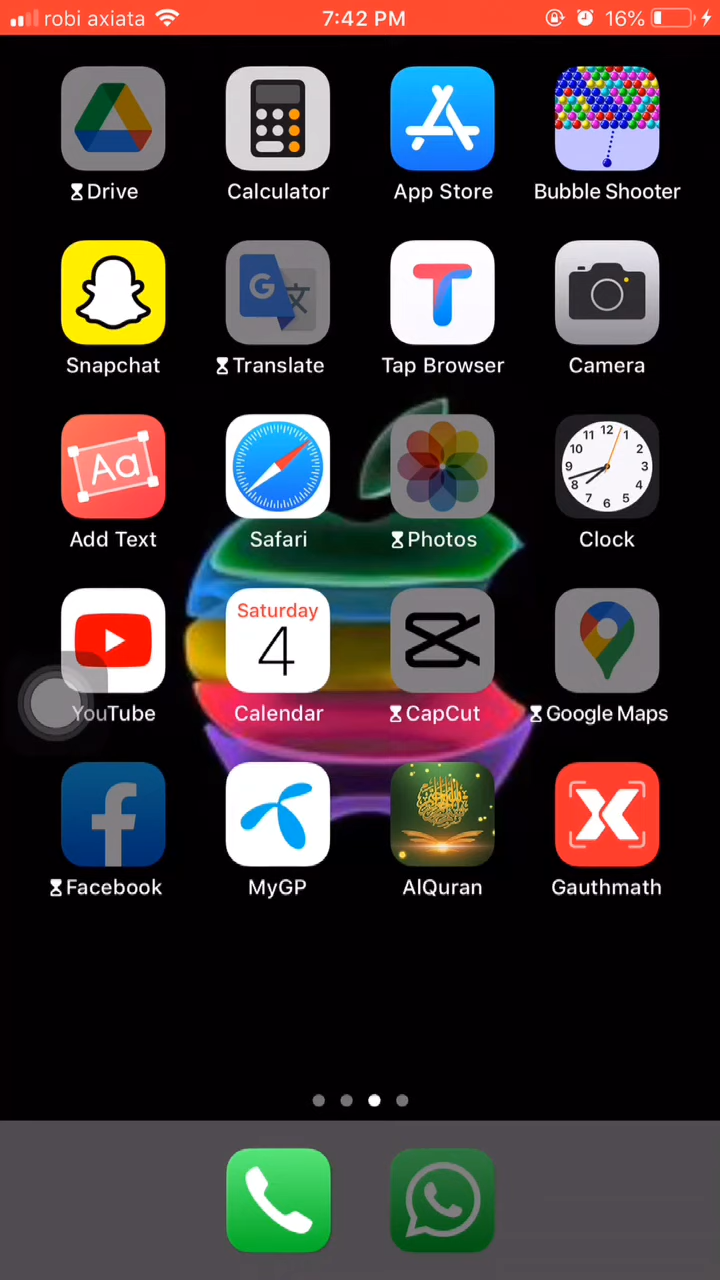 robi axiata 7:42 PM 16%
Drive Calculator App Store Bubble Shooter
Snapchat Translate Tap Browser Camera
Aa
Add Text Safari Photos Clock
Saturday
4
YouTube Calendar CapCut Google Maps
Facebook MyGP AlQuran Gauthmath